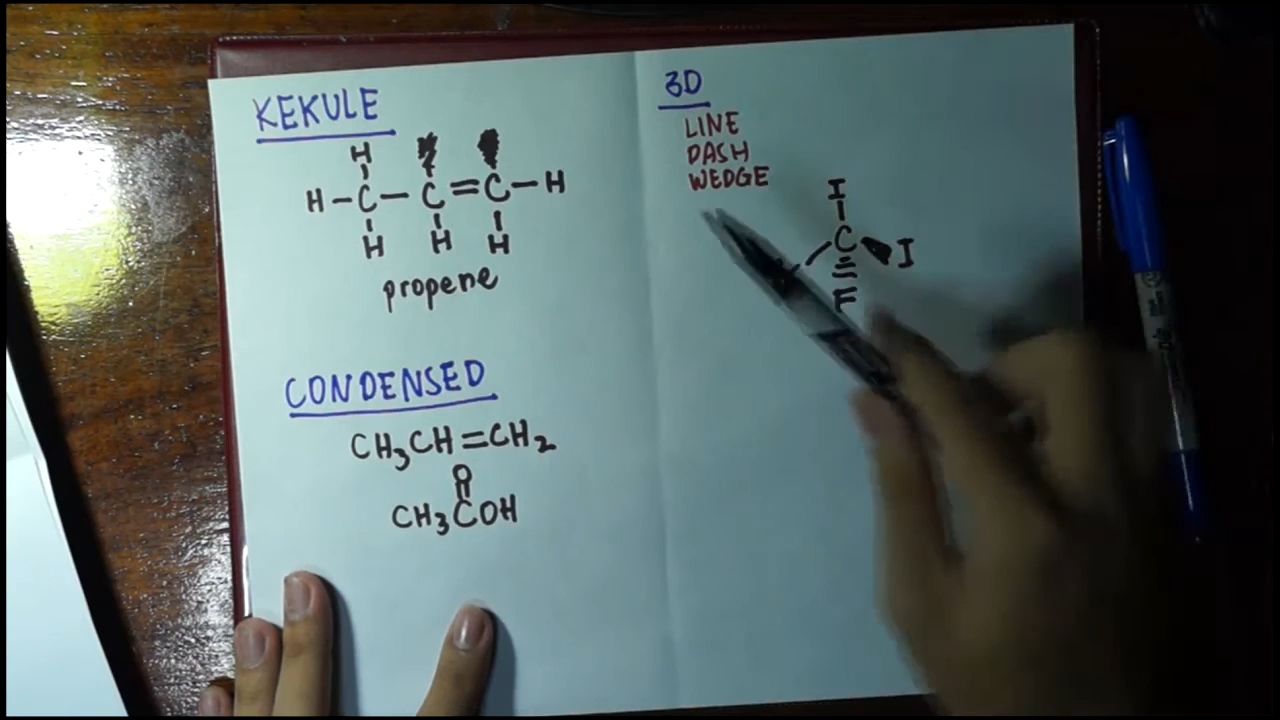 KEKULE
H
H–C–C=C–H
H H H
propene
CONDENSED
CH₃CH=CH₂
O
CH₃COH
3D
LINE
DASH
WEDGE
I
C
I
F